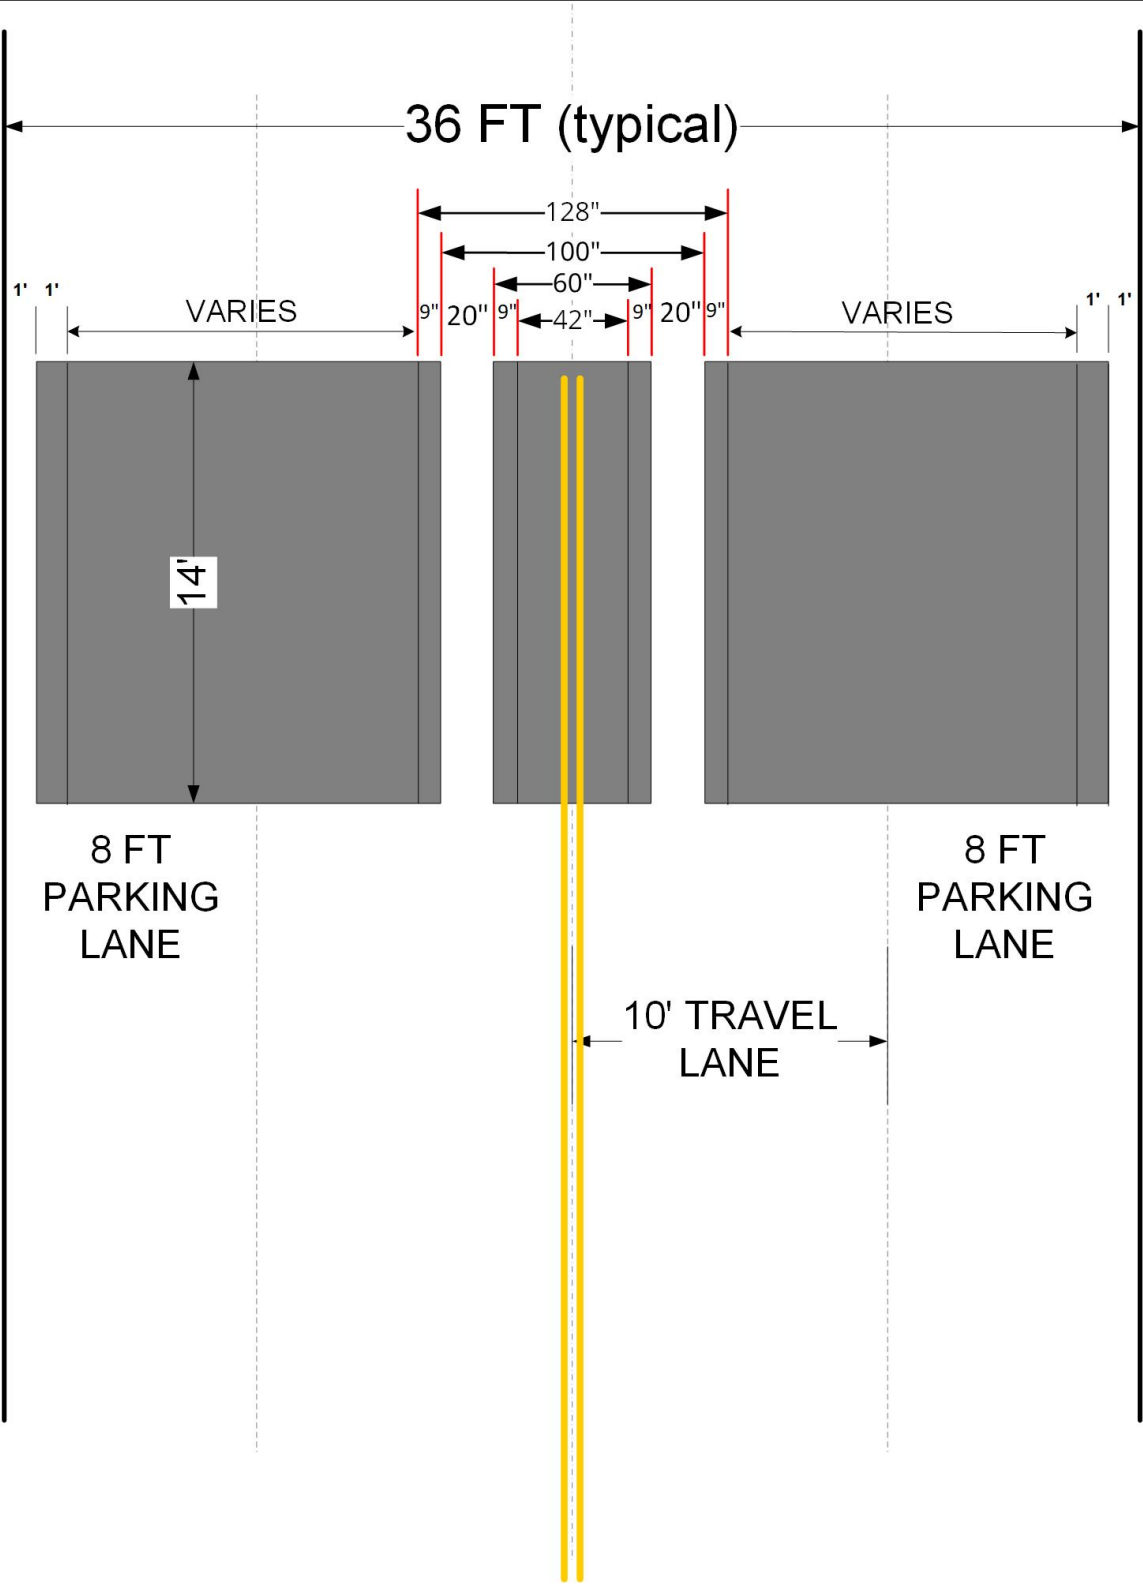 36 FT (typical)
128"
100"
60"
1' 1' VARIES 9" 20" 9" 42" 9" 20" 9" VARIES 1' 1'
14'
8 FT
PARKING
LANE
8 FT
PARKING
LANE
10' TRAVEL
LANE